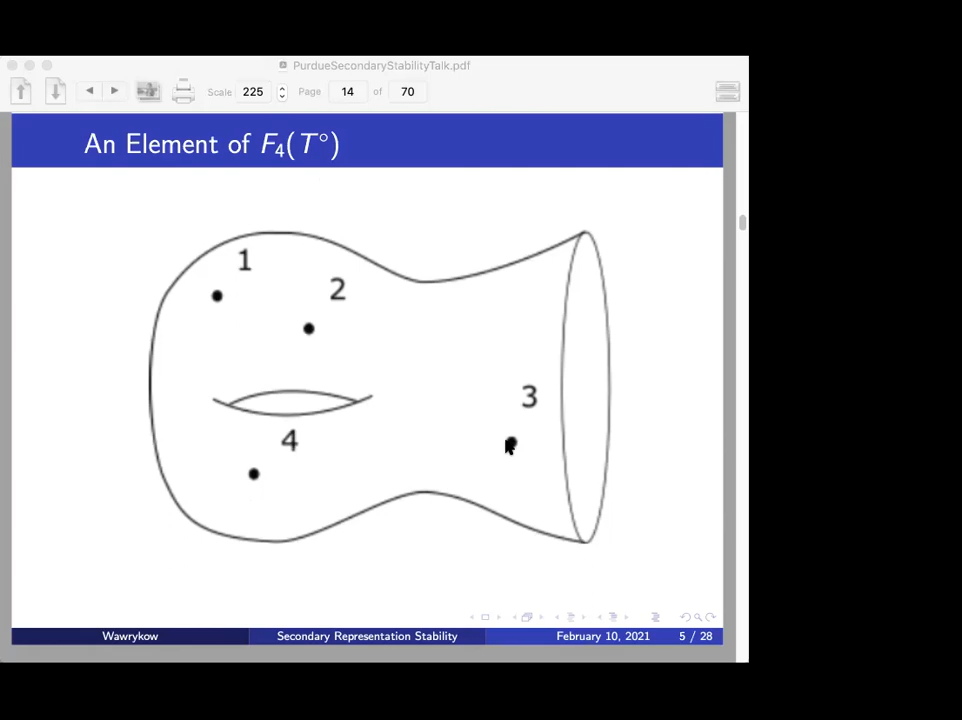 PurdueSecondaryStabilityTalk.pdf
Scale 225 Page 14 of 70
An Element of F₄(T°)
1
2
3
4
Wawrykow Secondary Representation Stability February 10, 2021 5 / 28